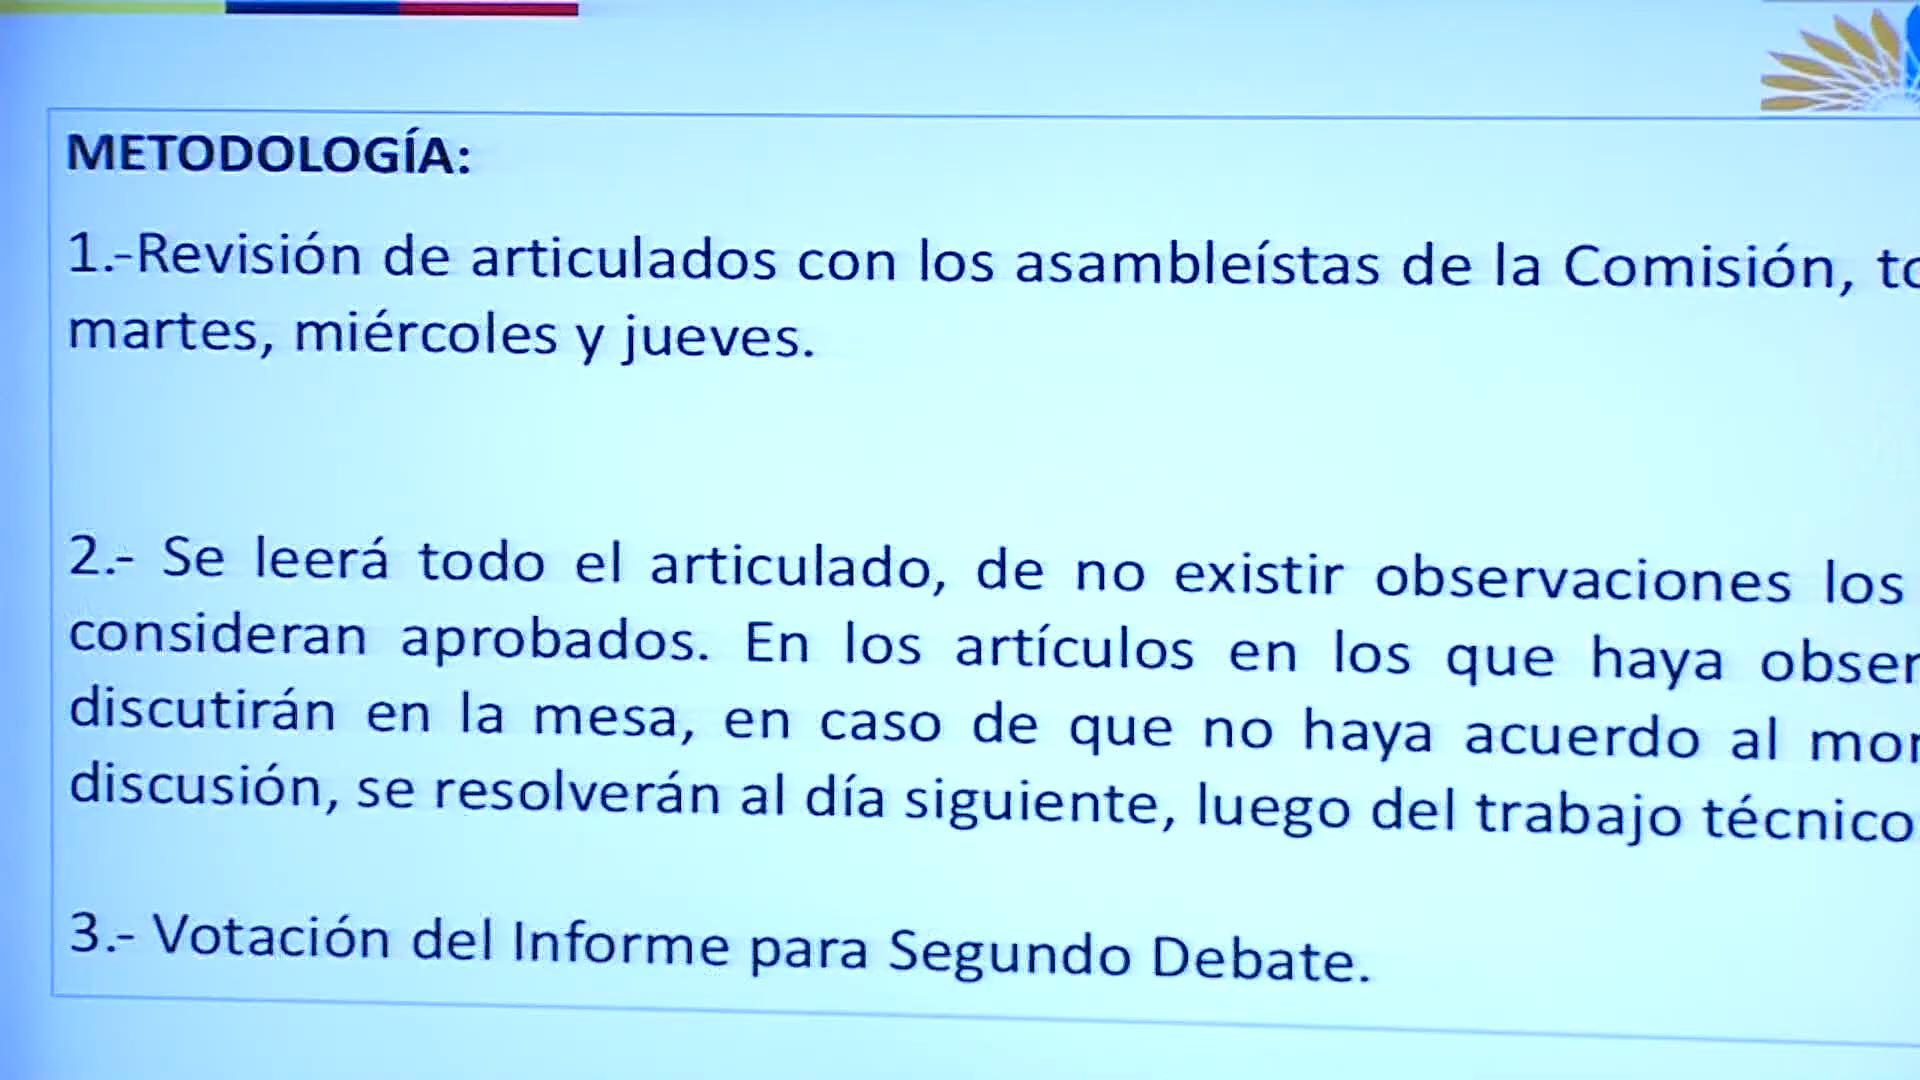 METODOLOGÍA:
1.-Revisión de articulados con los asambleístas de la Comisión,
martes, miércoles y jueves.
2.- Se leerá todo el articulado, de no existir observaciones los
consideran aprobados. En los artículos en los que haya
discutirán en la mesa, en caso de que no haya acuerdo al
discusión, se resolverán al día siguiente, luego del trabajo técnico
3.- Votación del Informe para Segundo Debate.